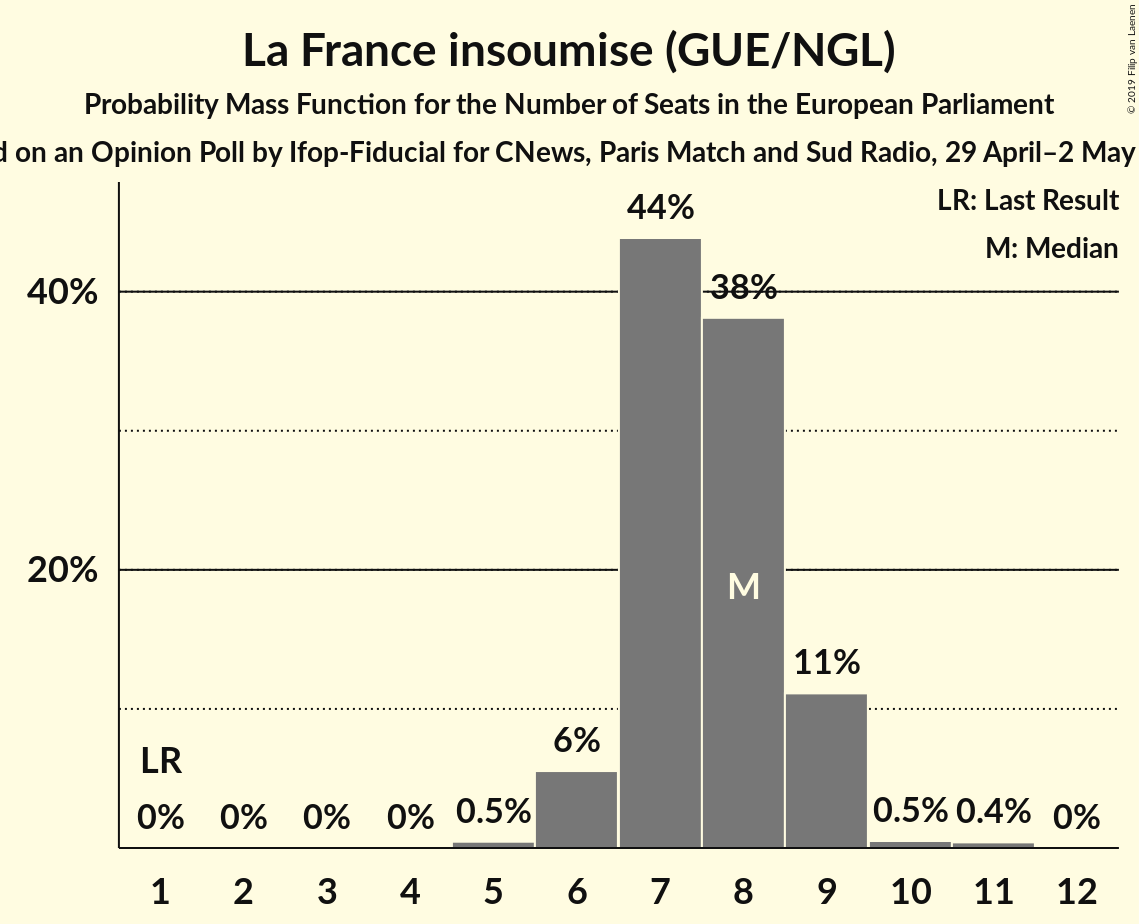 La France insoumise (GUE/NGL)
Probability Mass Function for the Number of Seats in the European Parliament
on an Opinion Poll by Ifop-Fiducial for CNews, Paris Match and Sud Radio, 29 April–2 May
© 2019 Filip van Laenen
LR: Last Result
M: Median
44%
40%
38%
20%
M
11%
6%
LR
0% 0% 0% 0% 0.5% 0.5% 0.4% 0%
1 2 3 4 5 6 7 8 9 10 11 12